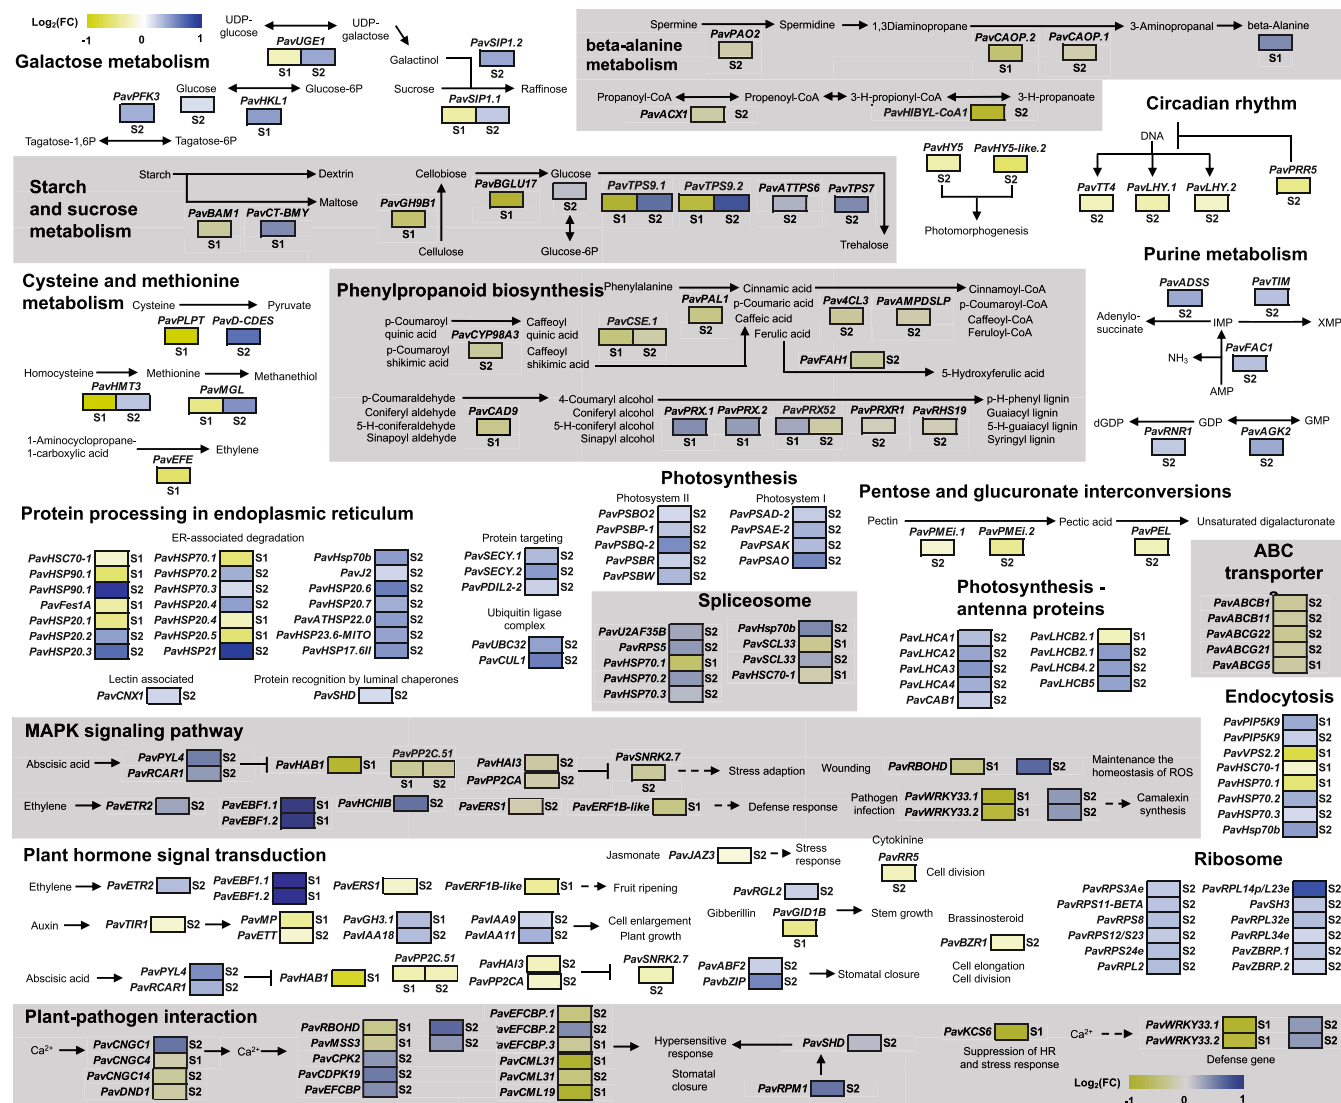 Log₂(FC)
-1 0 1
Galactose metabolism
UDP-glucose
UDP-galactose
PavUGE1
S1 S2
Galactinol
PavSIP1.2
S2
Sucrose
Raffinose
PavSIP1.1
S1 S2
PavPFK3
S2
Glucose
S2
Glucose-6P
PavHKL1
S1
Tagatose-1,6P
Tagatose-6P
beta-alanine metabolism
Spermine
Spermidine
1,3Diaminopropane
3-Aminopropanal
beta-Alanine
PavPAO2
S2
PavCAOP.2
S1
PavCAOP.1
S2
S1
Propanoyl-CoA
Propenoyl-CoA
3-H-propionyl-CoA
3-H-propanoate
PavACX1
S2
PavHIBYL-CoA1
S2
Circadian rhythm
DNA
PavHY5
S2
PavHY5-like.2
S2
Photomorphogenesis
PavTT4
S2
PavLHY.1
S2
PavLHY.2
S2
PavPRR5
S2
Starch and sucrose metabolism
Starch
Dextrin
Maltose
PavBAM1
S1
PavCT-BMY
S1
Cellobiose
PavGH9B1
S1
Cellulose
PavBGLU17
S1
Glucose
S2
Glucose-6P
PavTPS9.1
S1 S2
PavTPS9.2
S1 S2
PavATTPS6
S2
PavTPS7
S2
Trehalose
Cysteine and methionine metabolism
Cysteine
Pyruvate
PavPLPT
S1
PavD-CDES
S2
Homocysteine
Methionine
Methanethiol
PavHMT3
S1 S2
PavMGL
S1 S2
1-Aminocyclopropane-
1-carboxylic acid
Ethylene
PavEFE
S1
Phenylpropanoid biosynthesis
Phenylalanine
PavPAL1
S2
Cinnamic acid
p-Coumaric acid
Caffeic acid
Ferulic acid
Pav4CL3
S2
PavAMPDSLP
S2
Cinnamoyl-CoA
p-Coumaroyl-CoA
Caffeoyl-CoA
Feruloyl-CoA
p-Coumaroyl quinic acid
p-Coumaroyl shikimic acid
PavCYP98A3
S2
Caffeoyl quinic acid
Caffeoyl shikimic acid
PavCSE.1
S1 S2
PavFAH1
S2
5-Hydroxyferulic acid
p-Coumaraldehyde
Coniferyl aldehyde
5-H-coniferaldehyde
Sinapoyl aldehyde
PavCAD9
S1
4-Coumaryl alcohol
Coniferyl alcohol
5-H-coniferyl alcohol
Sinapyl alcohol
PavPRX.1
S1
PavPRX.2
S1
PavPRX52
S1 S2
PavPRXR1
S2
PavRHS19
S2
p-H-phenyl lignin
Guaiacyl lignin
5-H-guaiacyl lignin
Syringyl lignin
Purine metabolism
PavADSS
S2
PavTIM
S2
Adenylo-succinate
IMP
XMP
NH₃
PavFAC1
S2
AMP
dGDP
GDP
GMP
PavRNR1
S2
PavAGK2
S2
Protein processing in endoplasmic reticulum
ER-associated degradation
PavHSC70-1 S1
PavHSP90.1 S1
PavHSP90.1 S2
PavFes1A S1
PavHSP20.1 S1
PavHSP20.2 S2
PavHSP20.3 S2
PavHSP70.1 S1
PavHSP70.2 S2
PavHSP70.3 S2
PavHSP20.4 S2
PavHSP20.4 S1
PavHSP20.5 S1
PavHSP21 S2
PavHsp70b S2
PavJ2 S2
PavHSP20.6 S2
PavHSP20.7 S2
PavATHSP22.0 S2
PavHSP23.6-MITO S2
PavHSP17.6II S2
Protein targeting
PavSECY.1 S2
PavSECY.2 S2
PavPDIL2-2 S2
Ubiquitin ligase complex
PavUBC32 S2
PavCUL1 S2
Lectin associated
PavCNX1 S2
Protein recognition by luminal chaperones
PavSHD S2
Photosynthesis
Photosystem II
PavPSBO2 S2
PavPSBP-1 S2
PavPSBQ-2 S2
PavPSBR S2
PavPSBW S2
Photosystem I
PavPSAD-2 S2
PavPSAE-2 S2
PavPSAK S2
PavPSAO S2
Spliceosome
PavU2AF35B S2
PavRPS5 S2
PavHSP70.1 S1
PavHSP70.2 S2
PavHSP70.3 S2
PavHsp70b S2
PavSCL33 S1
PavSCL33 S2
PavHSC70-1 S1
Pentose and glucuronate interconversions
Pectin
Pectic acid
Unsaturated digalacturonate
PavPMEi.1
S2
PavPMEi.2
S2
PavPEL
S2
Photosynthesis - antenna proteins
PavLHCA1 S2
PavLHCA2 S2
PavLHCA3 S2
PavLHCA4 S2
PavCAB1 S2
PavLHCB2.1 S1
PavLHCB2.1 S2
PavLHCB4.2 S2
PavLHCB5 S2
ABC transporter
PavABCB1 S2
PavABCB11 S2
PavABCG22 S2
PavABCG21 S2
PavABCG5 S1
Endocytosis
PavPIP5K9 S1
PavPIP5K9 S2
PavVPS2.2 S1
PavHSC70-1 S1
PavHSP70.1 S1
PavHSP70.2 S2
PavHSP70.3 S2
PavHsp70b S2
MAPK signaling pathway
Abscisic acid
PavPYL4 S2
PavRCAR1 S2
PavHAB1 S1
PavPP2C.51
S1 S2
PavHAI3 S2
PavPP2CA S2
PavSNRK2.7
S2
Stress adaption
Wounding
PavRBOHD S1 S2
Maintenance the homestasis of ROS
Ethylene
PavETR2 S2
PavEBF1.1 S1
PavEBF1.2 S1
PavHCHIB S2
PavERS1 S2
PavERF1B-like S1
Defense response
Pathogen infection
PavWRKY33.1 S1 S2
PavWRKY33.2 S1 S2
Camalexin synthesis
Plant hormone signal transduction
Ethylene
PavETR2 S2
PavEBF1.1 S1
PavEBF1.2 S1
PavERS1 S2
PavERF1B-like S1
Fruit ripening
Auxin
PavTIR1 S2
PavMP S1
PavETT S2
PavGH3.1 S1
PavIAA18 S2
PavIAA9 S2
PavIAA11 S2
Cell enlargement
Plant growth
Abscisic acid
PavPYL4 S2
PavRCAR1 S2
PavHAB1 S1
PavPP2C.51
S1 S2
PavHAI3 S2
PavPP2CA S2
PavSNRK2.7
S2
PavABF2 S2
PavbZIP S2
Stomatal closure
Jasmonate
PavJAZ3 S2
Stress response
Cytokinine
PavRR5
S2
Cell division
Gibberillin
PavRGL2 S2
PavGID1B
S1
Stem growth
Brassinosteroid
PavBZR1 S2
Cell elongation
Cell division
Ribosome
PavRPS3Ae S2
PavRPS11-BETA S2
PavRPS8 S2
PavRPS12/S23 S2
PavRPS24e S2
PavRPL2 S2
PavRPL14p/L23e S2
PavSH3 S2
PavRPL32e S2
PavRPL34e S2
PavZBRP.1 S2
PavZBRP.2 S2
Plant-pathogen interaction
Ca²⁺
PavCNGC1 S2
PavCNGC4 S1
PavCNGC14 S2
PavDND1 S2
Ca²⁺
PavRBOHD S1 S2
PavMSS3 S1 S2
PavCPK2 S2
PavCDPK19 S2
PavEFCBP S2
PavEFCBP.1 S2
PavEFCBP.2 S2
PavEFCBP.3 S1
PavCML31 S1
PavCML31 S2
PavCML19 S1
Hypersensitive response
Stomatal closure
PavSHD S2
PavRPM1 S2
PavKCS6 S1
Suppression of HR and stress response
Ca²⁺
PavWRKY33.1 S1 S2
PavWRKY33.2 S1 S2
Defense gene
Log₂(FC)
-1 0 1